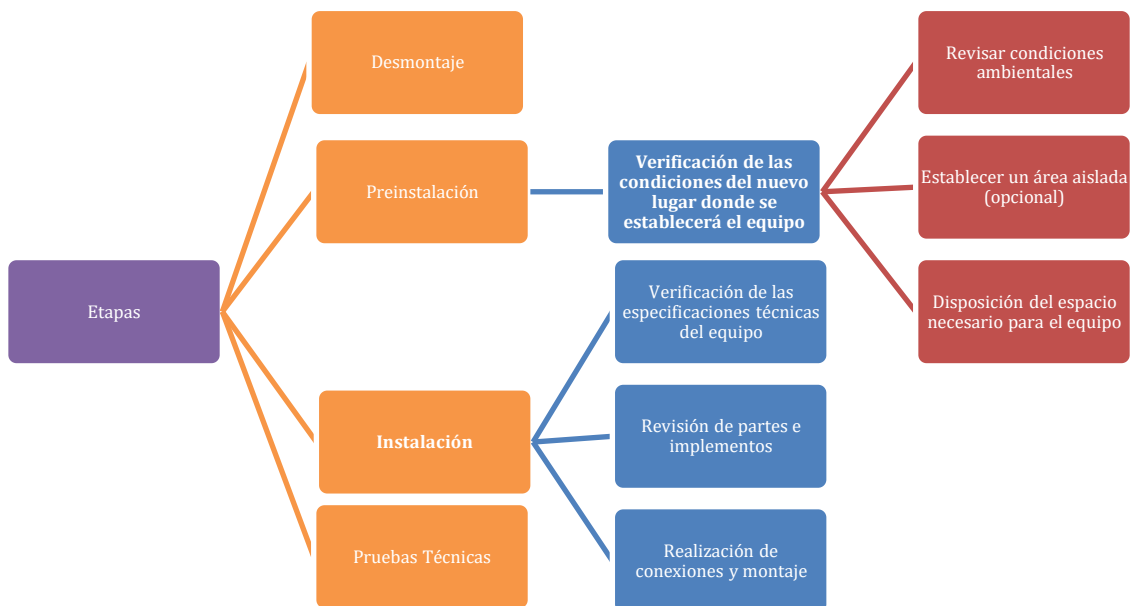 Etapas
Desmontaje
Preinstalación
Verificación de las
condiciones del nuevo
lugar donde se
establecerá el equipo
Revisar condiciones
ambientales
Establecer un área aislada
(opcional)
Disposición del espacio
necesario para el equipo
Instalación
Verificación de las
especificaciones técnicas
del equipo
Revisión de partes e
implementos
Realización de
conexiones y montaje
Pruebas Técnicas